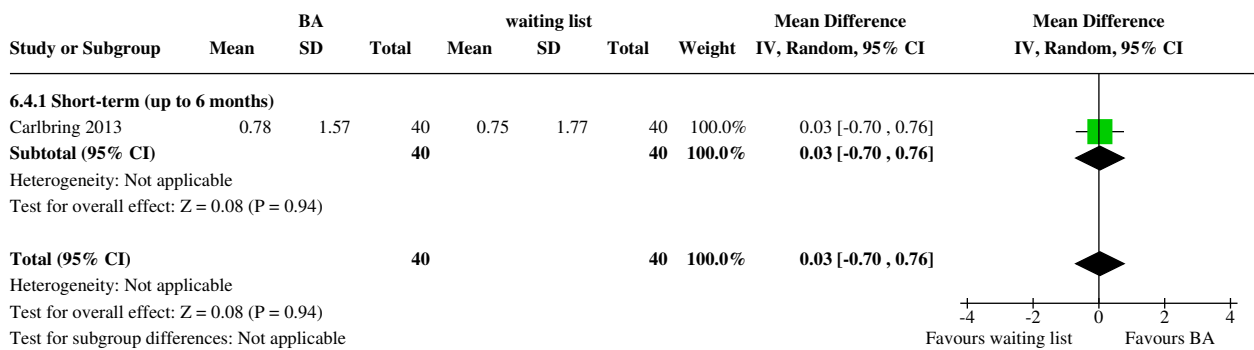 BA waiting list Mean Difference Mean Difference
Study or Subgroup Mean SD Total Mean SD Total Weight IV, Random, 95% CI IV, Random, 95% CI
6.4.1 Short-term (up to 6 months)
Carlbring 2013 0.78 1.57 40 0.75 1.77 40 100.0% 0.03 [-0.70 , 0.76]
Subtotal (95% CI) 40 40 100.0% 0.03 [-0.70 , 0.76]
Heterogeneity: Not applicable
Test for overall effect: Z = 0.08 (P = 0.94)
Total (95% CI) 40 40 100.0% 0.03 [-0.70 , 0.76]
Heterogeneity: Not applicable
Test for overall effect: Z = 0.08 (P = 0.94)
Test for subgroup differences: Not applicable
-4 -2 0 2 4
Favours waiting list Favours BA